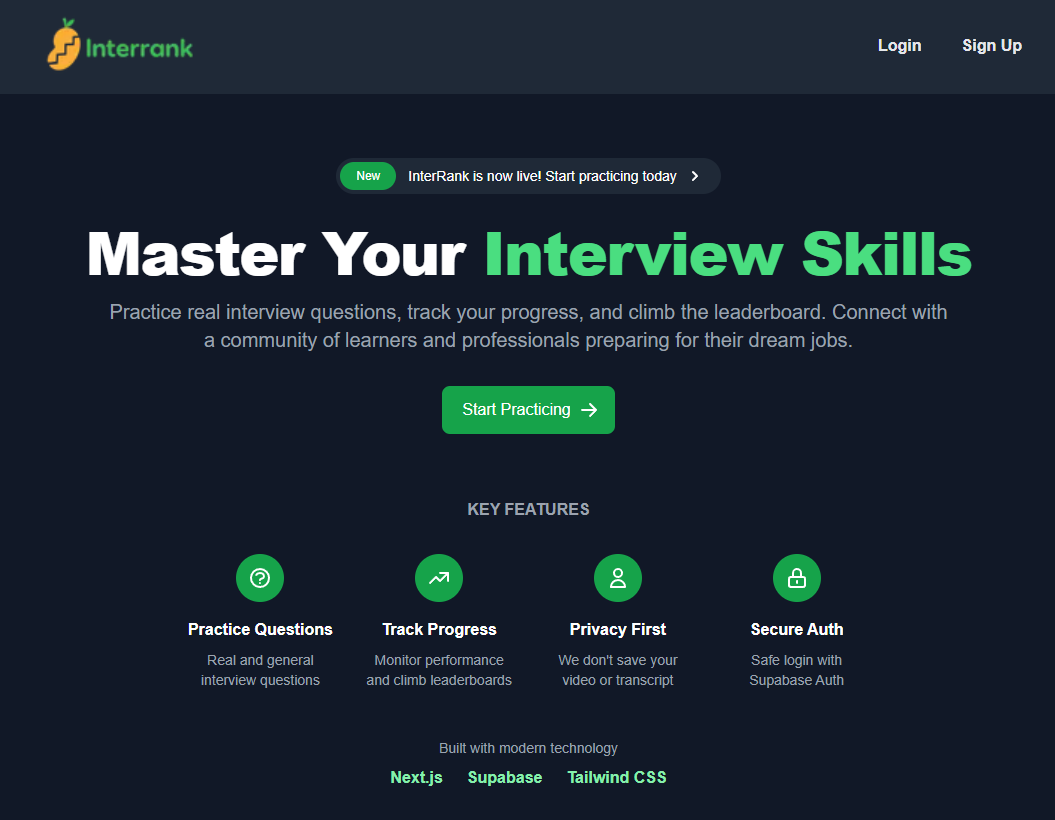 Interrank
Login
Sign Up
New
InterRank is now live! Start practicing today
Master Your Interview Skills
Practice real interview questions, track your progress, and climb the leaderboard. Connect with
a community of learners and professionals preparing for their dream jobs.
Start Practicing
KEY FEATURES
Practice Questions
Real and general
interview questions
Track Progress
Monitor performance
and climb leaderboards
Privacy First
We don't save your
video or transcript
Secure Auth
Safe login with
Supabase Auth
Built with modern technology
Next.js
Supabase
Tailwind CSS